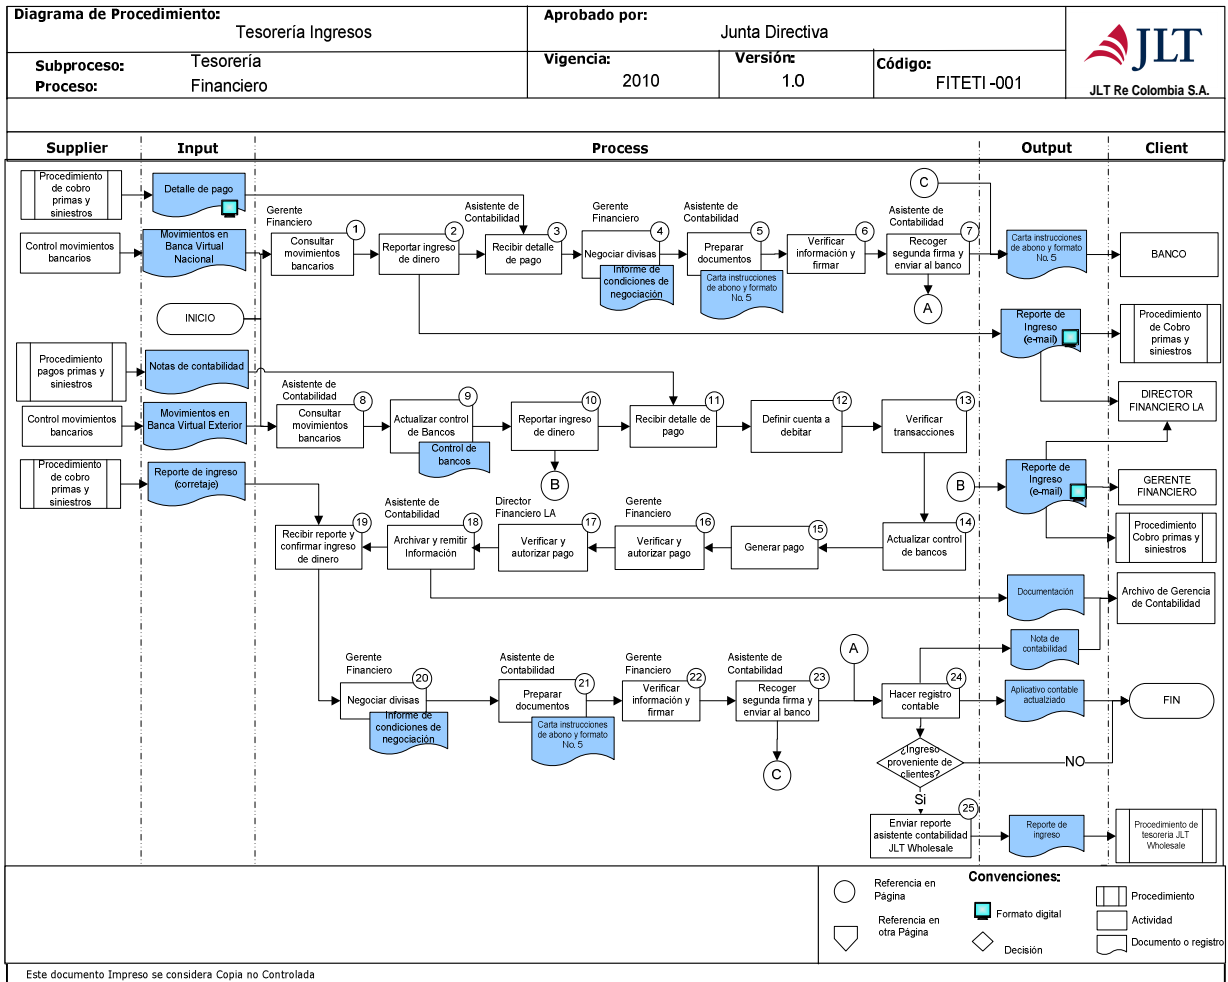 Diagrama de Procedimiento:
Tesorería Ingresos
Aprobado por:
Junta Directiva
Subproceso:
Tesorería
Proceso:
Financiero
Vigencia:
2010
Versión:
1.0
Código:
FITETI -001
JLT
JLT Re Colombia S.A.
Supplier
Input
Process
Output
Client
Procedimiento
de cobro
primas y
siniestros
Detalle de pago
C
Gerente
Financiero
1
Consultar
movimientos
bancarios
2
Reportar ingreso
de dinero
Asistente de
Contabilidad
3
Recibir detalle
de pago
Gerente
Financiero
4
Negociar divisas
Informe de
condiciones de
negociación
Asistente de
Contabilidad
5
Preparar
documentos
Carta instrucciones
de abono y formato
No. 5
6
Verificar
información y
firmar
Asistente de
Contabilidad
7
Recoger
segunda firma y
enviar al banco
A
Control movimientos
bancarios
Movimientos en
Banca Virtual
Nacional
Carta instrucciones
de abono y formato
No. 5
BANCO
INICIO
Reporte de
Ingreso
(e-mail)
Procedimiento
de Cobro
primas y
siniestros
Procedimiento
pagos primas y
siniestros
Notas de contabilidad
DIRECTOR
FINANCIERO LA
Control movimientos
bancarios
Movimientos en
Banca Virtual Exterior
Asistente de
Contabilidad
8
Consultar
movimientos
bancarios
9
Actualizar control
de Bancos
Control de
bancos
10
Reportar ingreso
de dinero
B
11
Recibir detalle de
pago
12
Definir cuenta a
debitar
13
Verificar
transacciones
Procedimiento
de cobro
primas y
siniestros
Reporte de ingreso
(corretaje)
B
Reporte de
Ingreso
(e-mail)
GERENTE
FINANCIERO
Procedimiento
Cobro primas y
siniestros
19
Recibir reporte y
confirmar ingreso
de dinero
Asistente de
Contabilidad
18
Archivar y remitir
Información
Director
Financiero LA
17
Verificar y
autorizar pago
Gerente
Financiero
16
Verificar y
autorizar pago
15
Generar pago
14
Actualizar control
de bancos
Documentación
Archivo de Gerencia
de Contabilidad
Nota de
contabilidad
Gerente
Financiero
20
Negociar divisas
Informe de
condiciones de
negociación
Asistente de
Contabilidad
21
Preparar
documentos
Carta instrucciones
de abono y formato
No. 5
Gerente
Financiero
22
Verificar
información y
firmar
Asistente de
Contabilidad
23
Recoger
segunda firma y
enviar al banco
C
A
24
Hacer registro
contable
Aplicativo contable
actualziado
FIN
¿Ingreso
proveniente de
clientes?
NO
Si
25
Enviar reporte
asistente contabilidad
JLT Wholesale
Reporte de
ingreso
Procedimiento de
tesoreria JLT
Wholesale
Convenciones:
Referencia en
Página
Referencia en
otra Página
Formato digital
Decisión
Procedimiento
Actividad
Documento o registro
Este documento Impreso se considera Copia no Controlada